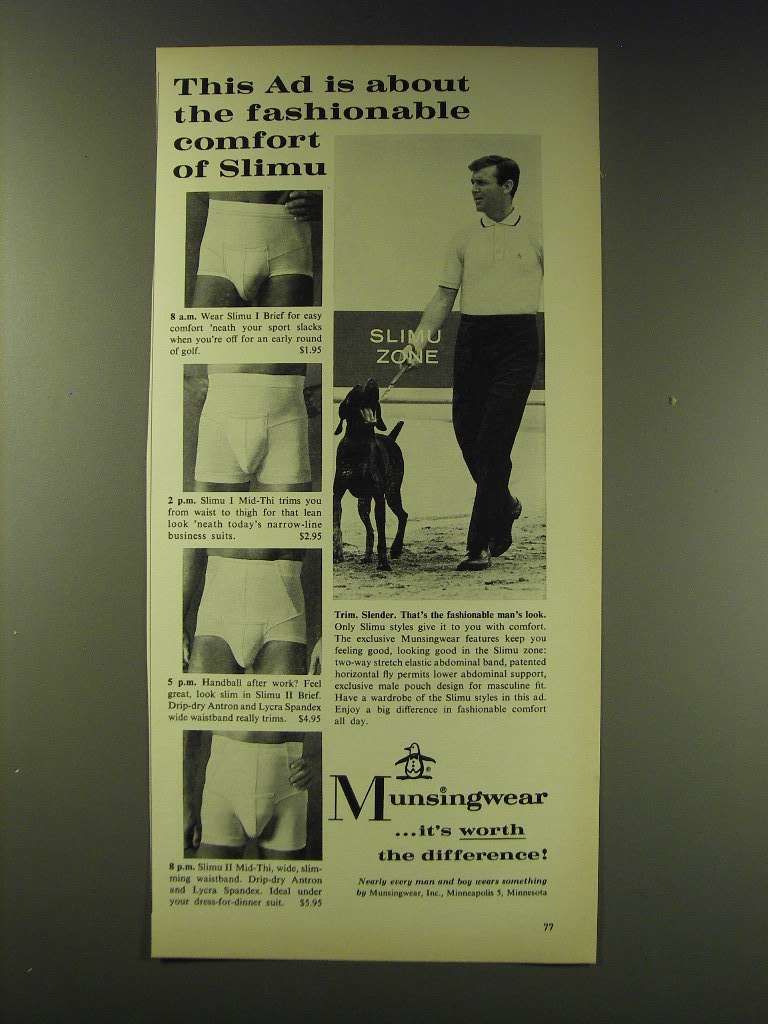 This Ad is about
the fashionable
comfort
of Slimu
8 a.m. Wear Slimu I Brief for easy
comfort 'neath your sport slacks
when you're off for an early round
of golf. $1.95
2 p.m. Slimu I Mid-Thi trims you
from waist to thigh for that lean
look 'neath today's narrow-line
business suits. $2.95
5 p.m. Handball after work? Feel
great, look slim in Slimu II Brief.
Drip-dry Antron and Lycra Spandex
wide waistband really trims. $4.95
8 p.m. Slimu II Mid-Thi, wide, slim-
ming waistband. Drip-dry Antron
and Lycra Spandex. Ideal under
your dress-for-dinner suit. $5.95
SLIMU
ZONE
Trim. Slender. That's the fashionable man's look.
Only Slimu styles give it to you with comfort.
The exclusive Munsingwear features keep you
feeling good, looking good in the Slimu zone:
two-way stretch elastic abdominal band, patented
horizontal fly permits lower abdominal support,
exclusive male pouch design for masculine fit.
Have a wardrobe of the Slimu styles in this ad.
Enjoy a big difference in fashionable comfort
all day.
®
Munsingwear®
...it's worth
the difference!
Nearly every man and boy wears something
by Munsingwear, Inc., Minneapolis 5, Minnesota
77